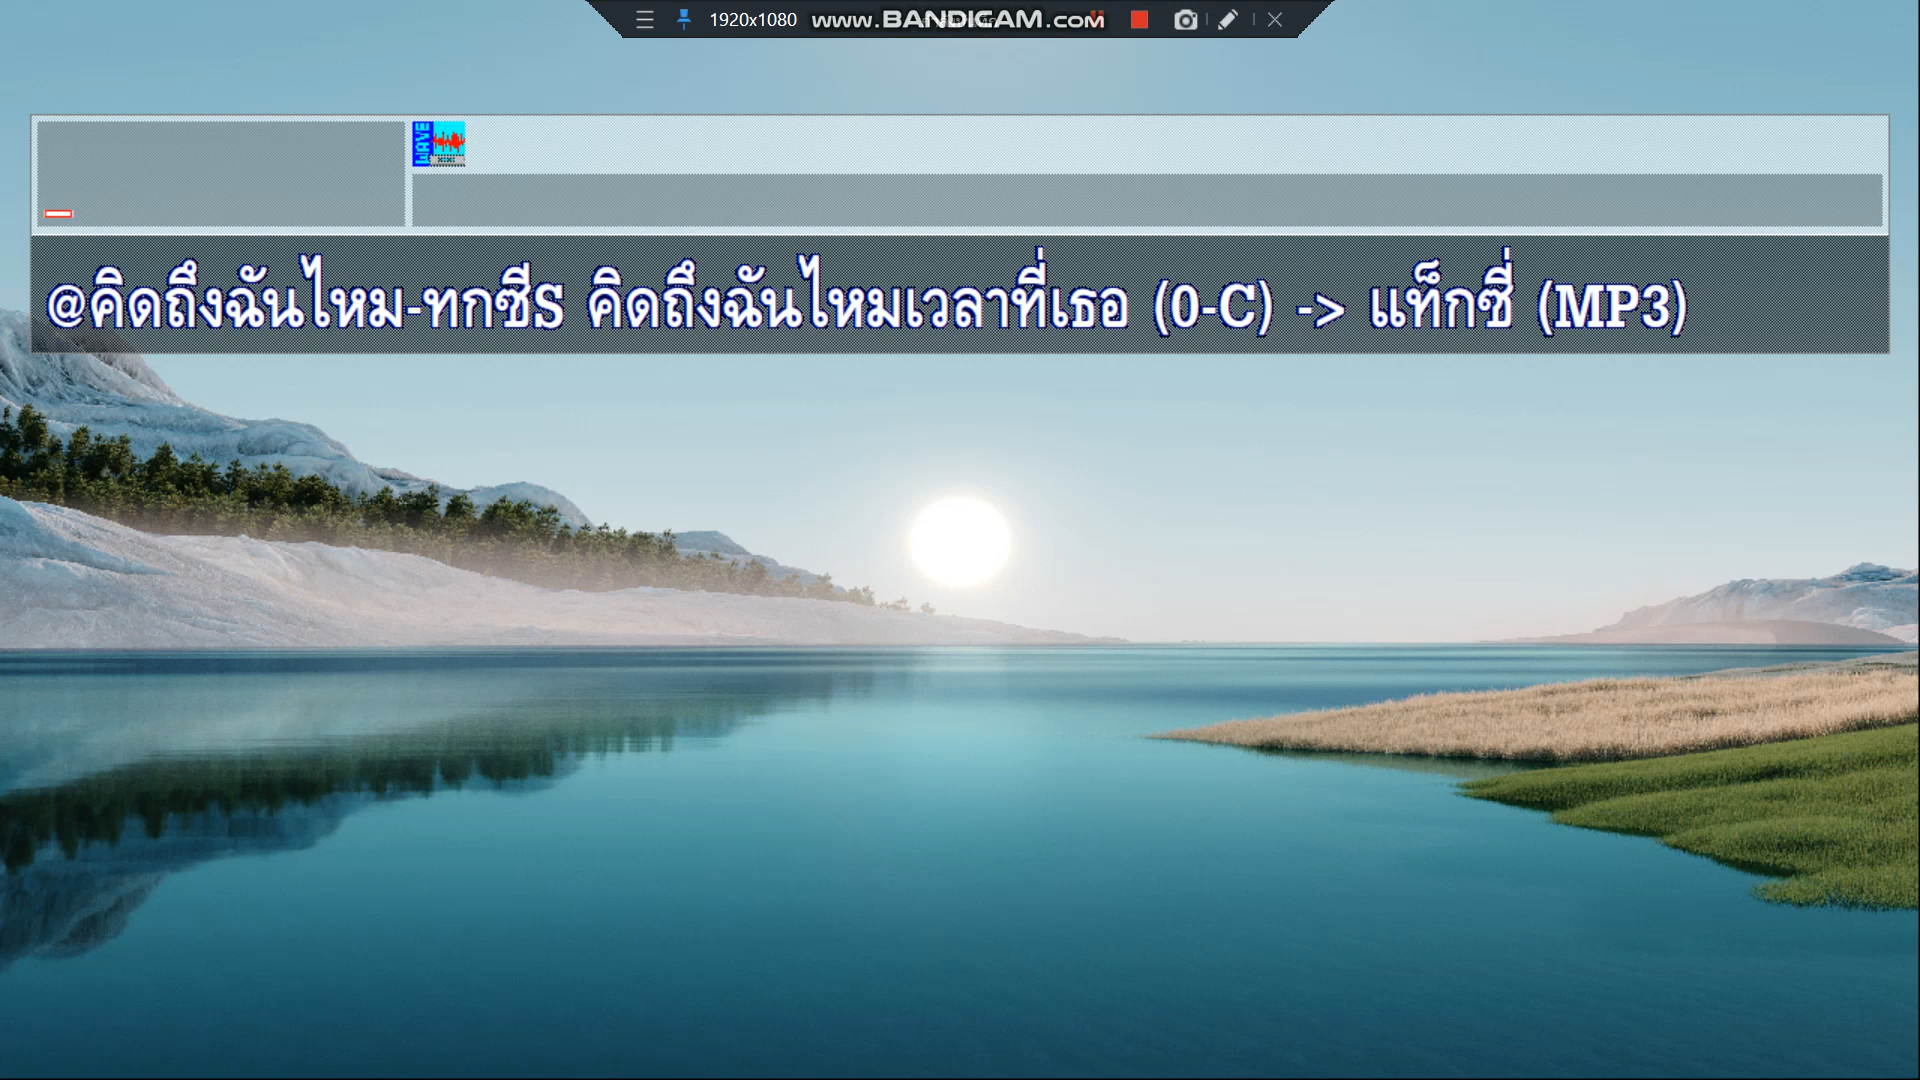 1920x1080 www.BANDICAM.com
WAVE
@คิดถึงฉันไหม-ทกซีS คิดถึงฉันไหมเวลาที่เธอ (0-C) -> แท็กซี่ (MP3)